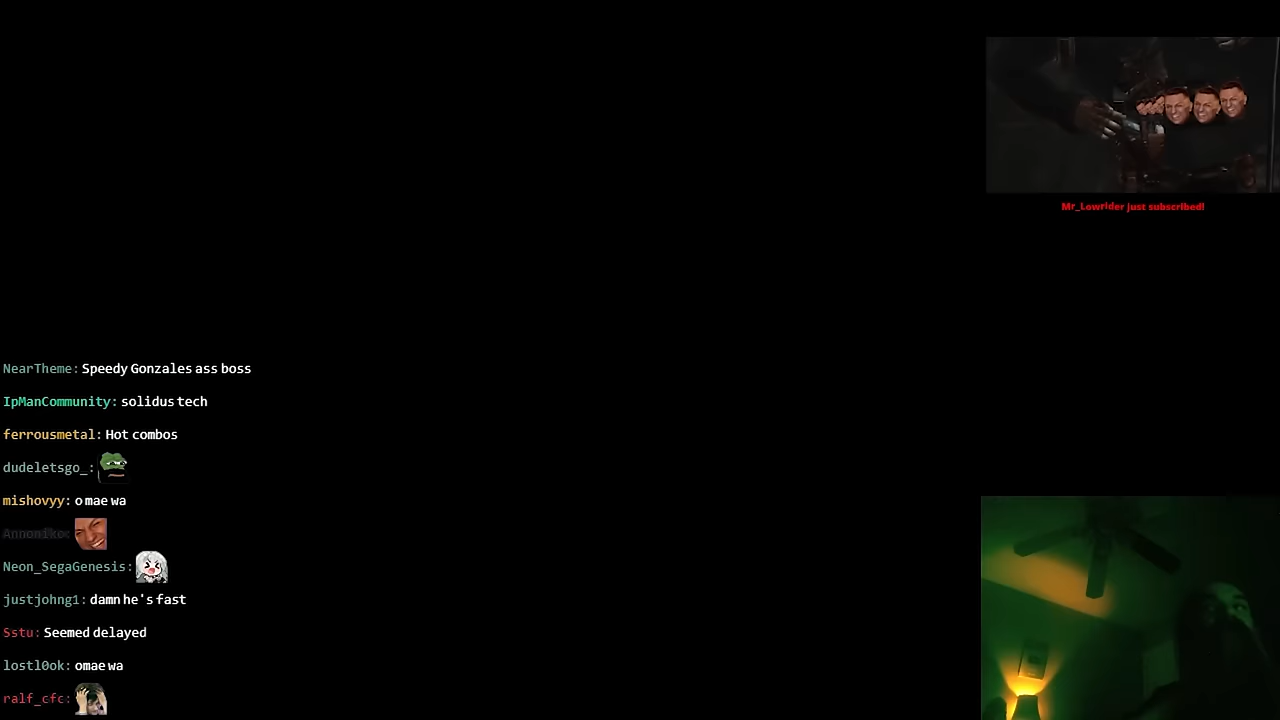 Mr_Lowrider just subscribed!
NearTheme: Speedy Gonzales ass boss
IpManCommunity: solidus tech
ferrousmetal: Hot combos
dudeletsgo_:
mishovyy: o mae wa
Annoniko:
Neon_SegaGenesis:
justjohng1: damn he's fast
Sstu: Seemed delayed
lostl0ok: omae wa
ralf_cfc: